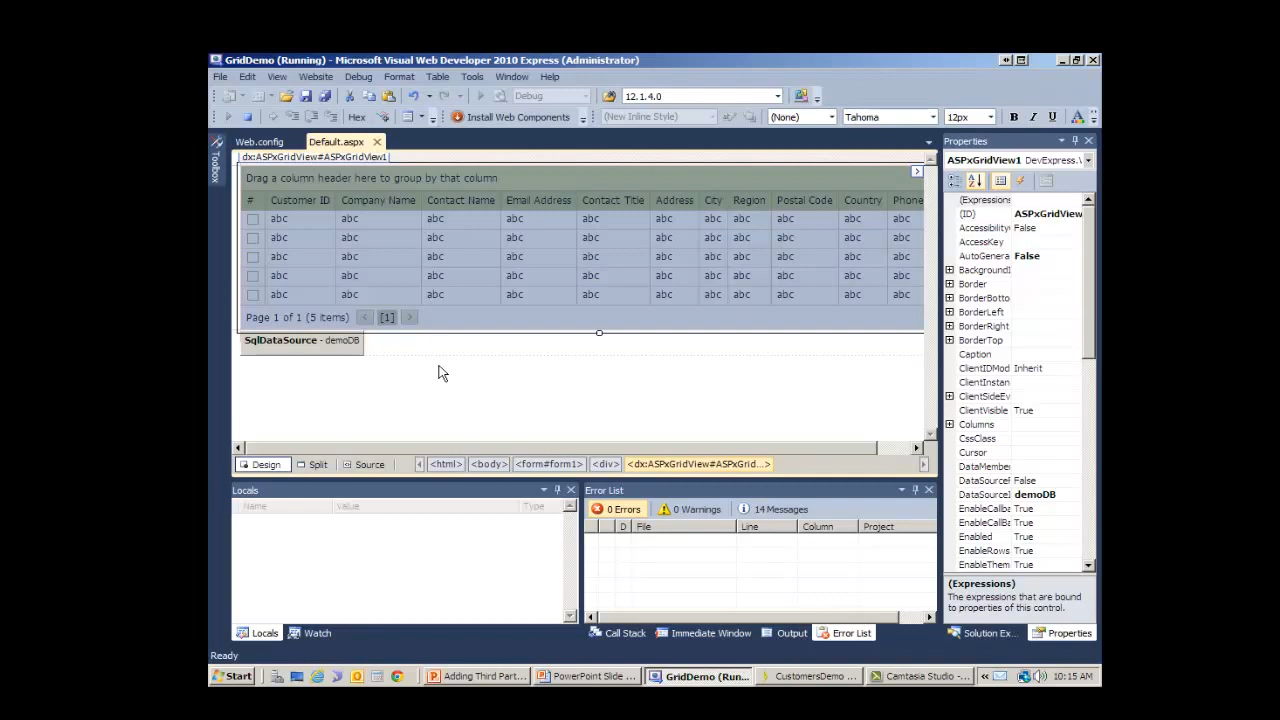 GridDemo (Running) - Microsoft Visual Web Developer 2010 Express (Administrator)
File Edit View Website Debug Format Table Tools Window Help
Debug 12.1.4.0
Hex Install Web Components (New Inline Style) (None) Tahoma 12px B I U A
Toolbox
Web.config Default.aspx
dx:ASPxGridView#ASPxGridView1
Drag a column header here to group by that column
# Customer ID Company Name Contact Name Email Address Contact Title Address City Region Postal Code Country Phone
abc abc abc abc abc abc abc abc abc abc abc
abc abc abc abc abc abc abc abc abc abc abc
abc abc abc abc abc abc abc abc abc abc abc
abc abc abc abc abc abc abc abc abc abc abc
abc abc abc abc abc abc abc abc abc abc abc
Page 1 of 1 (5 items) < [1] >
SqlDataSource - demoDB
Design Split Source <html> <body> <form#form1> <div> <dx:ASPxGridView#ASPxGrid...>
Locals
Name Value Type
Locals Watch
Error List
0 Errors 0 Warnings 14 Messages
D File Line Column Project
Call Stack Immediate Window Output Error List
Properties
ASPxGridView1 DevExpress.\
(Expressions
(ID) ASPxGridView
Accessibility False
AccessKey
AutoGenera False
BackgroundI
Border
BorderBotto
BorderLeft
BorderRight
BorderTop
Caption
ClientIDMod Inherit
ClientInstan
ClientSideEv
ClientVisible True
Columns
CssClass
Cursor
DataMember
DataSourceF False
DataSourceI demoDB
EnableCallba True
EnableCallBa True
Enabled True
EnableRows True
EnableThem True
(Expressions)
The expressions that are bound
to properties of this control.
Solution Ex... Properties
Ready
Start Adding Third Part... PowerPoint Slide ... GridDemo (Run... CustomersDemo ... Camtasia Studio - ... « 10:15 AM